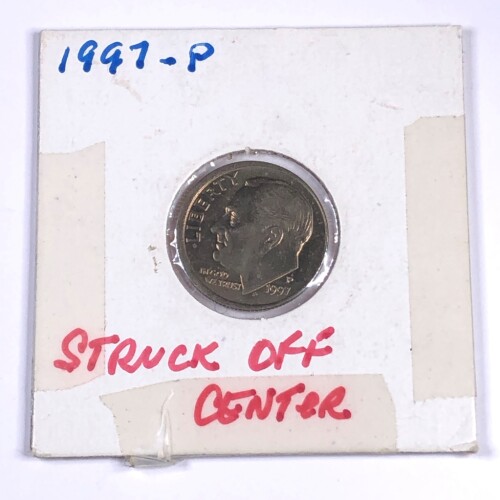 1997-P
LIBERTY
IN GOD
WE TRUST
P
1997
STRUCK OFF
CENTER